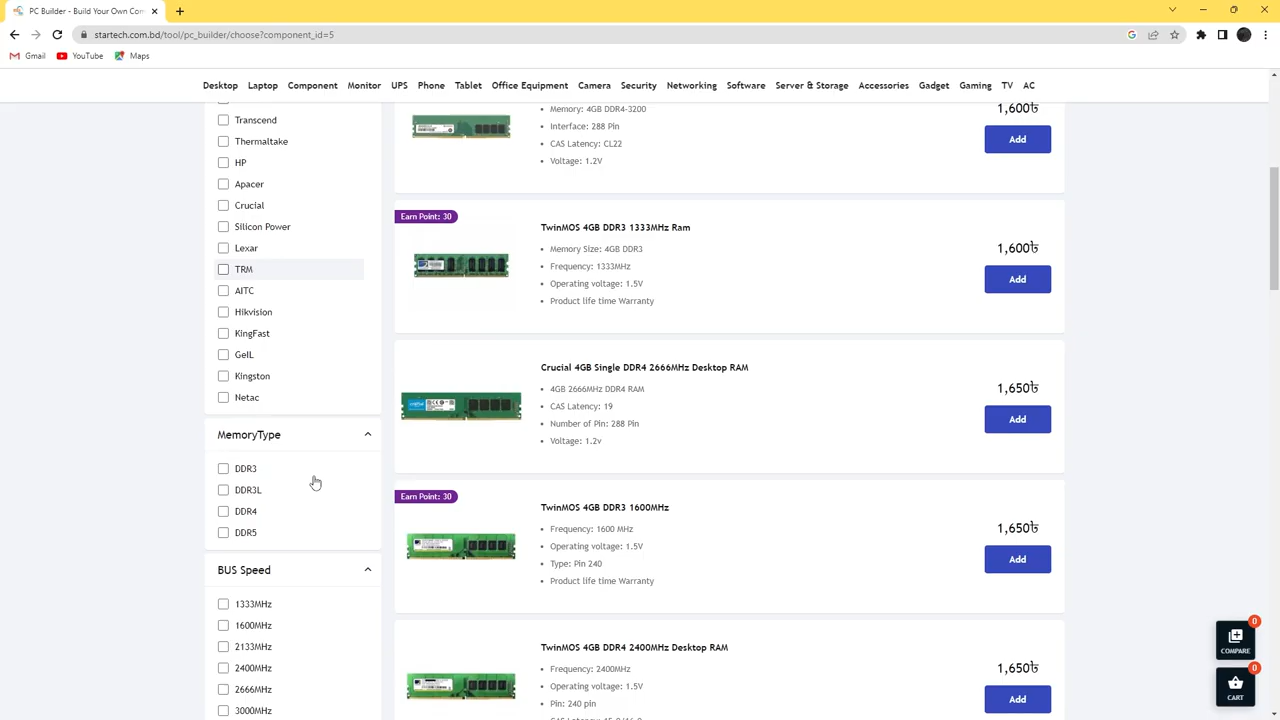 PC Builder - Build Your Own Com
startech.com.bd/tool/pc_builder/choose?component_id=5
Gmail YouTube Maps
Desktop Laptop Component Monitor UPS Phone Tablet Office Equipment Camera Security Networking Software Server & Storage Accessories Gadget Gaming TV AC
Transcend
Thermaltake
HP
Apacer
Crucial
Silicon Power
Lexar
TRM
AITC
Hikvision
KingFast
GeIL
Kingston
Netac
MemoryType
DDR3
DDR3L
DDR4
DDR5
BUS Speed
1333MHz
1600MHz
2133MHz
2400MHz
2666MHz
3000MHz
• Memory: 4GB DDR4-3200
• Interface: 288 Pin
• CAS Latency: CL22
• Voltage: 1.2V
1,600৳
Add
Earn Point: 30
TwinMOS 4GB DDR3 1333MHz Ram
• Memory Size: 4GB DDR3
• Frequency: 1333MHz
• Operating voltage: 1.5V
• Product life time Warranty
1,600৳
Add
Crucial 4GB Single DDR4 2666MHz Desktop RAM
• 4GB 2666MHz DDR4 RAM
• CAS Latency: 19
• Number of Pin: 288 Pin
• Voltage: 1.2v
1,650৳
Add
Earn Point: 30
TwinMOS 4GB DDR3 1600MHz
• Frequency: 1600 MHz
• Operating voltage: 1.5V
• Type: Pin 240
• Product life time Warranty
1,650৳
Add
TwinMOS 4GB DDR4 2400MHz Desktop RAM
• Frequency: 2400MHz
• Operating voltage: 1.5V
• Pin: 240 pin
1,650৳
Add
0
COMPARE
0
CART